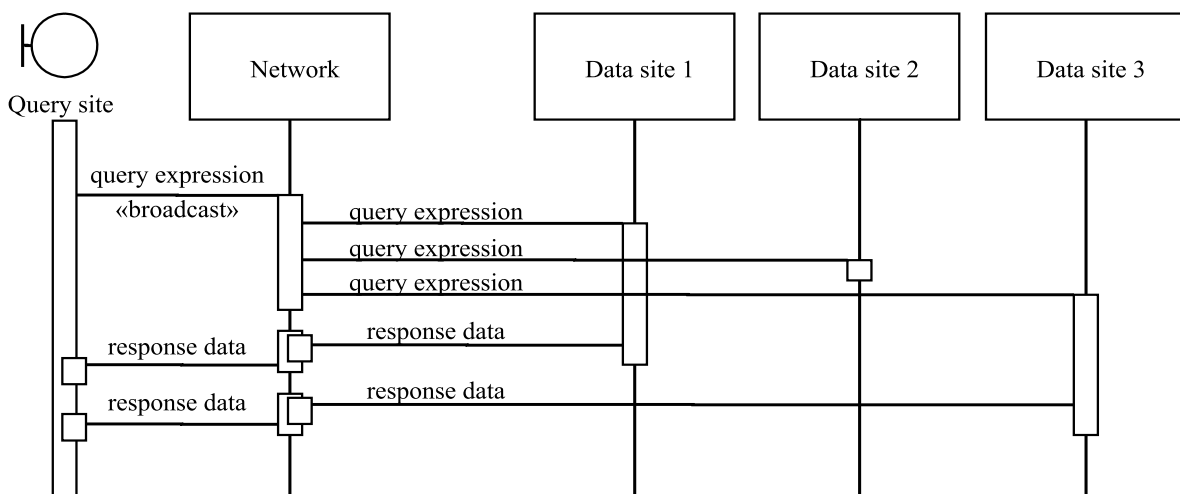 Network
Data site 1
Data site 2
Data site 3
Query site
query expression
«broadcast»
query expression
query expression
query expression
response data
response data
response data
response data